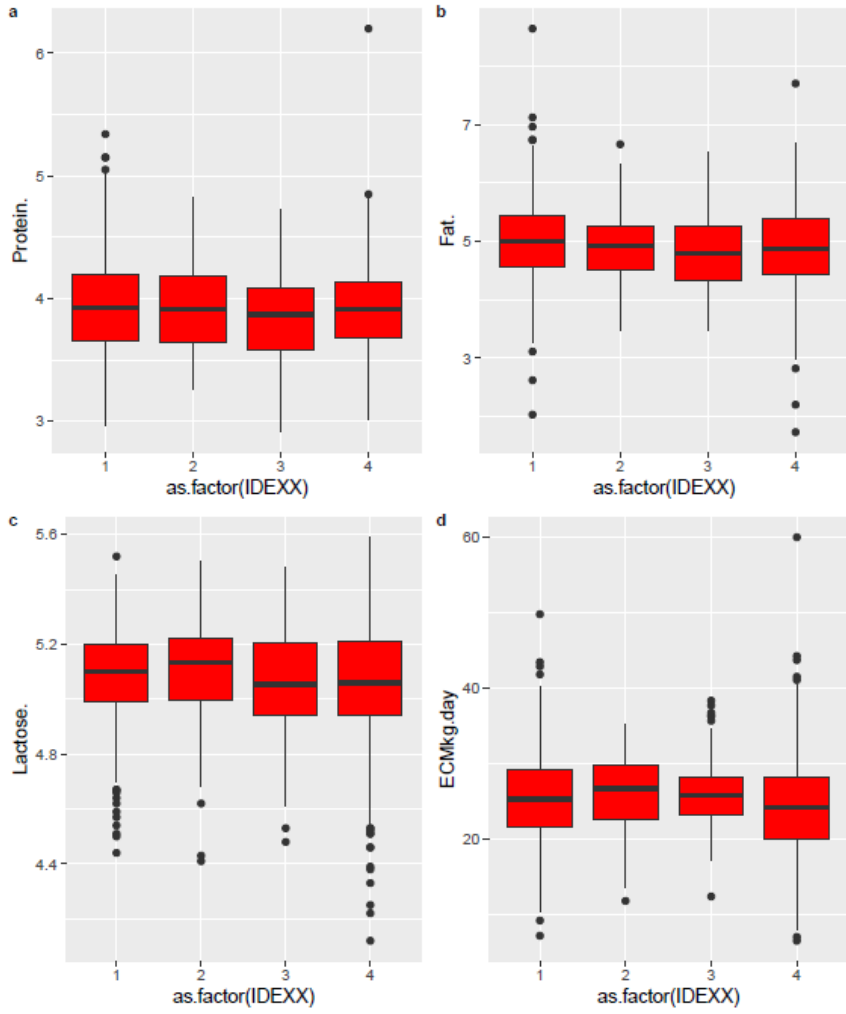 a
6
5
4
3
Protein.
1 2 3 4
as.factor(IDEXX)
b
7
5
3
Fat.
1 2 3 4
as.factor(IDEXX)
c
5.6
5.2
4.8
4.4
Lactose.
1 2 3 4
as.factor(IDEXX)
d
60
40
20
ECMkg.day
1 2 3 4
as.factor(IDEXX)